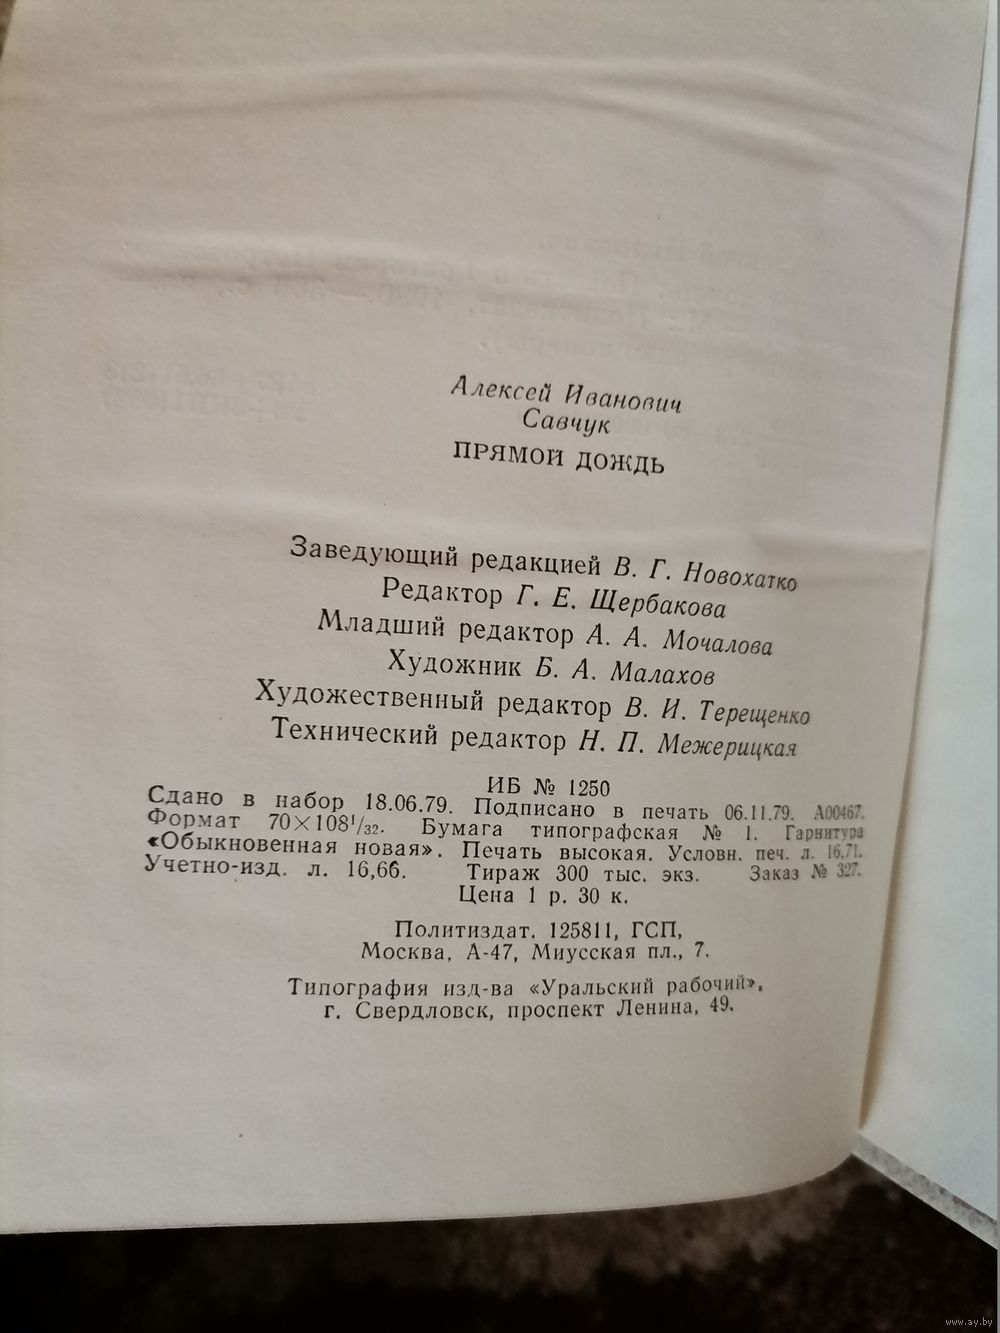 Алексей Иванович
Савчук
ПРЯМОЙ ДОЖДЬ
Заведующий редакцией В. Г. Новохатко
Редактор Г. Е. Щербакова
Младший редактор А. А. Мочалова
Художник Б. А. Малахов
Художественный редактор В. И. Терещенко
Технический редактор Н. П. Межерицкая
ИБ № 1250
Сдано в набор 18.06.79. Подписано в печать 06.11.79. А00467.
Формат 70×108¹/₃₂. Бумага типографская № 1. Гарнитура
«Обыкновенная новая». Печать высокая. Условн. печ. л. 16,71.
Учетно-изд. л. 16,66. Тираж 300 тыс. экз. Заказ № 327.
Цена 1 р. 30 к.
Политиздат. 125811, ГСП,
Москва, А-47, Миусская пл., 7.
Типография изд-ва «Уральский рабочий».
г. Свердловск, проспект Ленина, 49.
www.ay.by